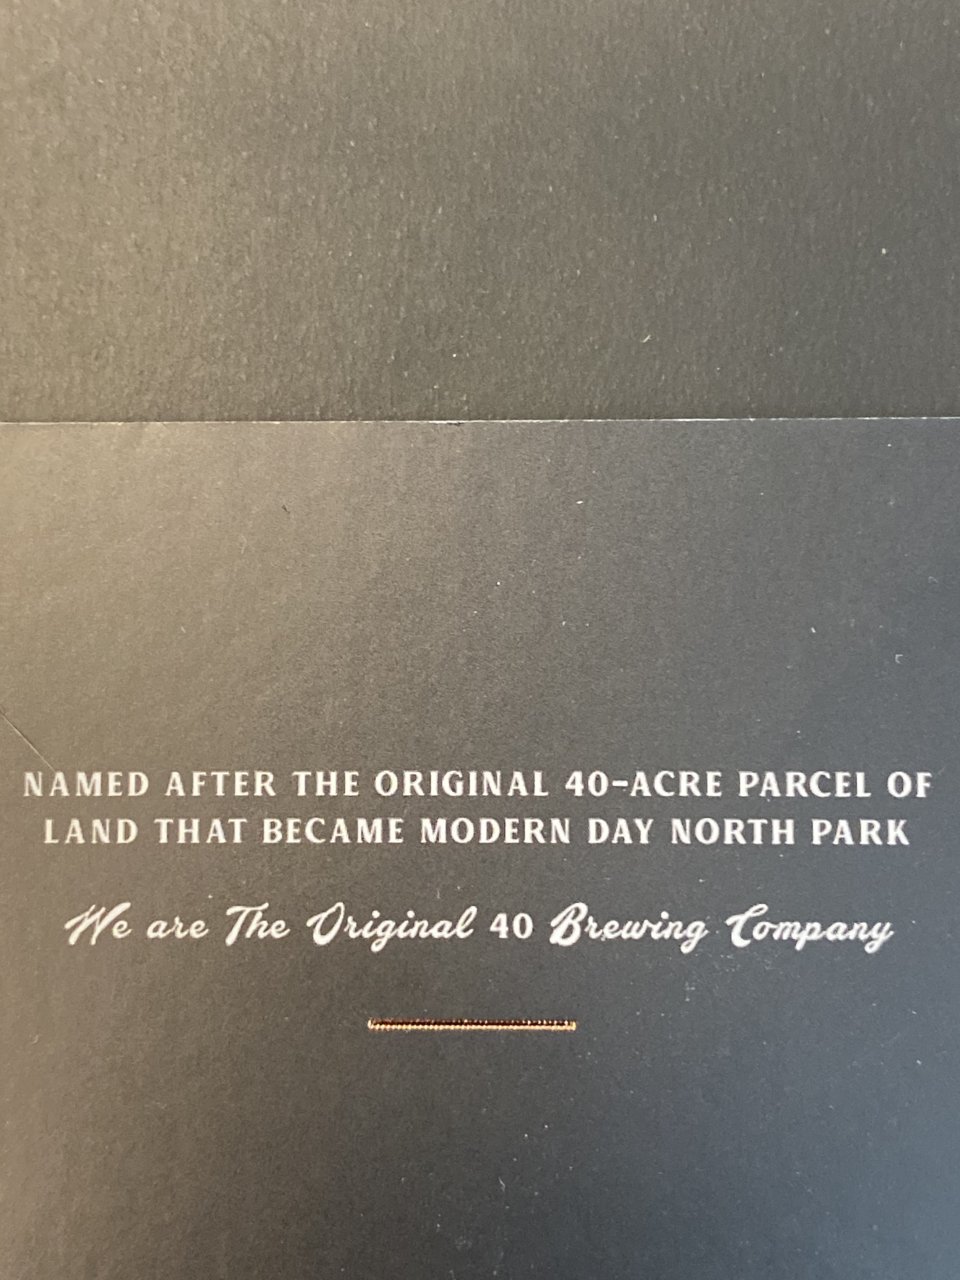 NAMED AFTER THE ORIGINAL 40-ACRE PARCEL OF
LAND THAT BECAME MODERN DAY NORTH PARK
We are The Original 40 Brewing Company